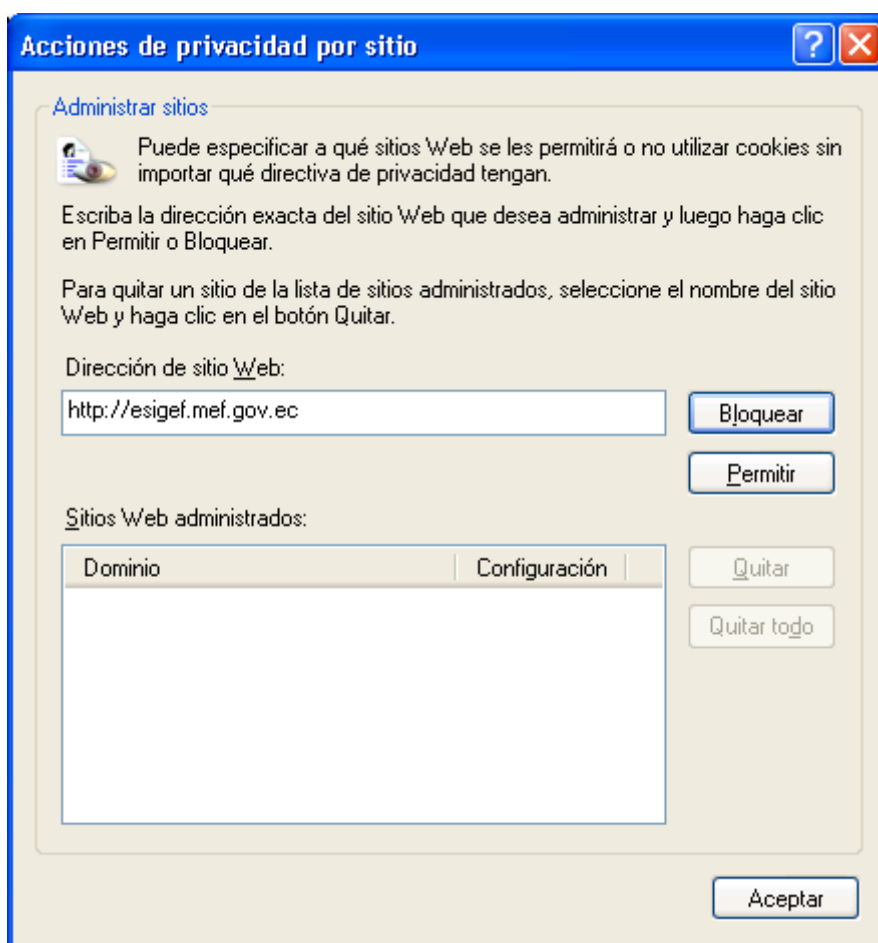 Acciones de privacidad por sitio
Administrar sitios
Puede especificar a qué sitios Web se les permitirá o no utilizar cookies sin
importar qué directiva de privacidad tengan.
Escriba la dirección exacta del sitio Web que desea administrar y luego haga clic
en Permitir o Bloquear.
Para quitar un sitio de la lista de sitios administrados, seleccione el nombre del sitio
Web y haga clic en el botón Quitar.
Dirección de sitio Web:
http://esigef.mef.gov.ec
Bloquear
Permitir
Sitios Web administrados:
Dominio Configuración
Quitar
Quitar todo
Aceptar